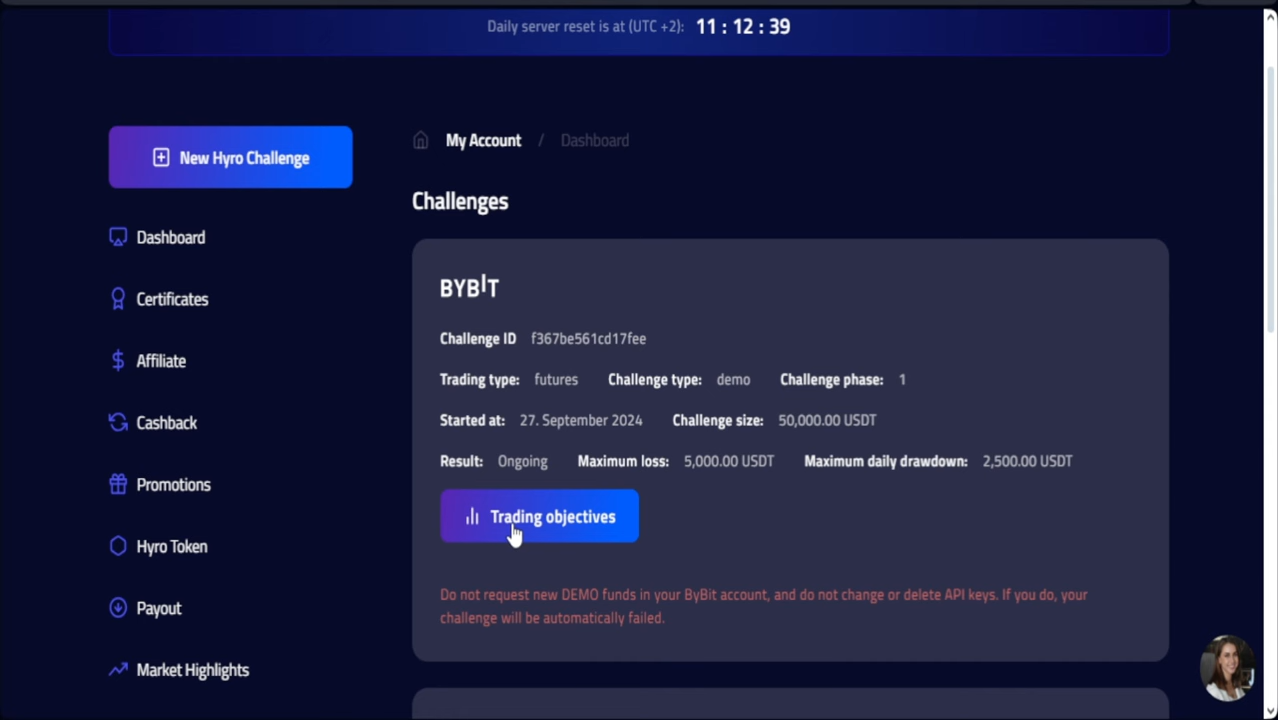 Daily server reset is at (UTC +2): 11 : 12 : 39
New Hyro Challenge
My Account / Dashboard
Challenges
Dashboard
Certificates
Affiliate
Cashback
Promotions
Hyro Token
Payout
Market Highlights
BYBIT
Challenge ID f367be561cd17fee
Trading type: futures Challenge type: demo Challenge phase: 1
Started at: 27. September 2024 Challenge size: 50,000.00 USDT
Result: Ongoing Maximum loss: 5,000.00 USDT Maximum daily drawdown: 2,500.00 USDT
Trading objectives
Do not request new DEMO funds in your ByBit account, and do not change or delete API keys. If you do, your
challenge will be automatically failed.